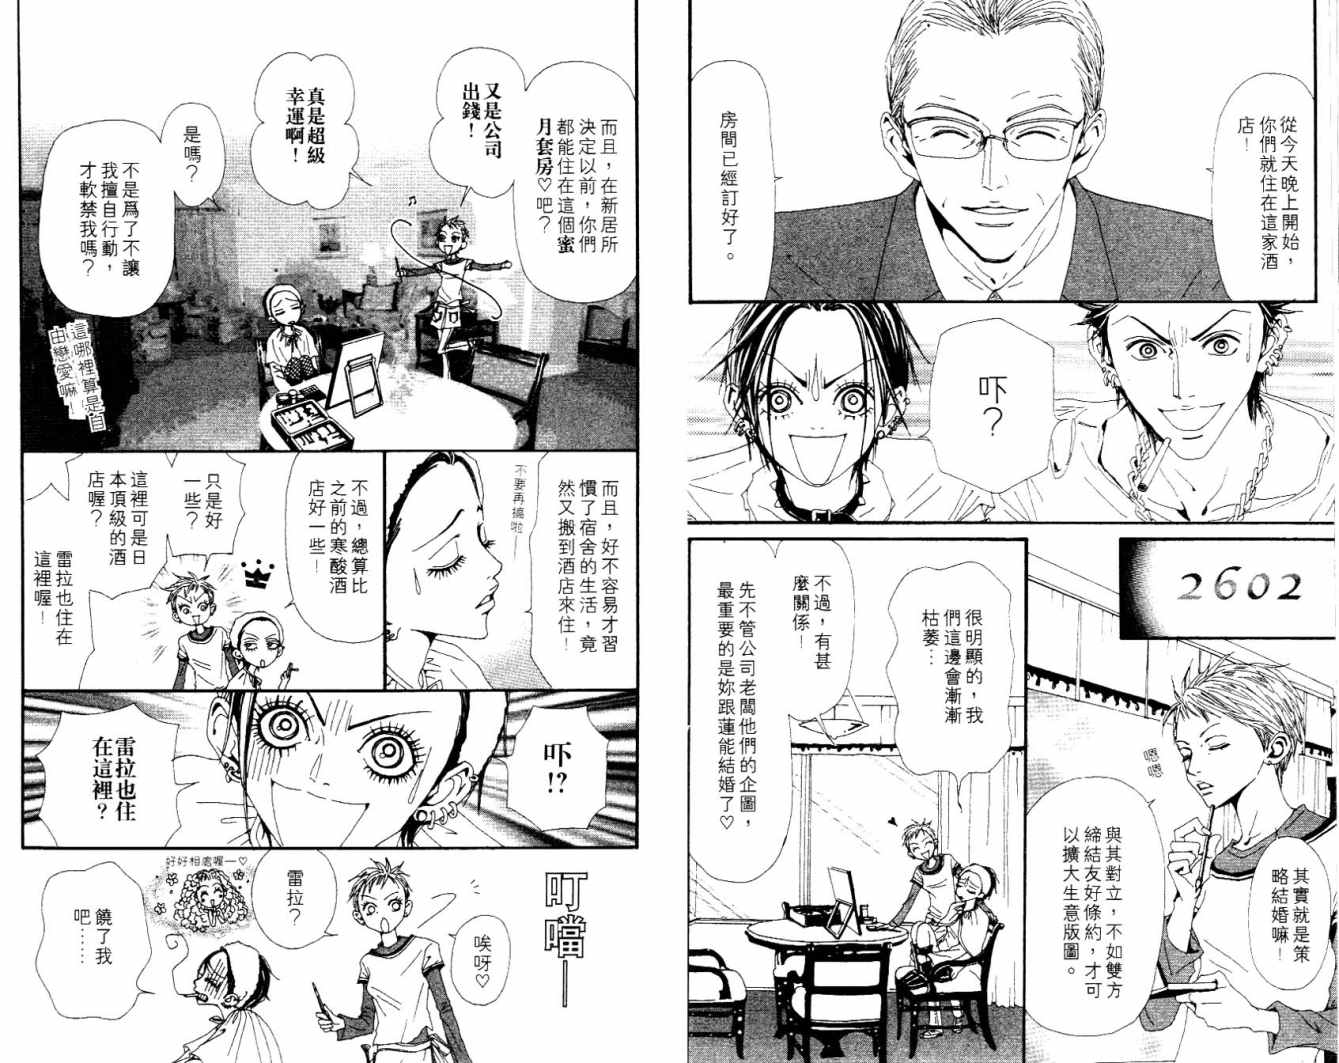 從今天晚上開始，
你們就住在這家酒
店！
房間已經訂好了。
吓？
2602
嗯嗯
其實就是策
略結婚嘛！
與其對立，不如雙方
締結友好條約，才可
以擴大生意版圖。
很明顯的，我
們這邊會漸漸
枯萎…
不過，有甚
麼關係！
先不管公司老闆他們的企圖，
最重要的是妳跟蓮能結婚了♡
而且，在新居所
決定以前，你們
都能住在這個蜜
月套房♡吧？
又是公司
出錢！
真是超級
幸運啊！
是嗎？
不是爲了不讓
我擅自行動，
才軟禁我嗎？
這哪裡算是自
由戀愛嘛！
而且，好不容易才習
慣了宿舍的生活，竟
然又搬到酒店來住！
不要再搞啦——
不過，總算比
之前的寒酸酒
店好一些！
只是好
一些？
這裡可是日
本頂級的酒
店喔？
雷拉也住在
這裡喔！
吓！？
雷拉也住
在這裡？
叮噹——
唉呀♡
雷拉？
好好相處喔—♡
饒了我
吧……